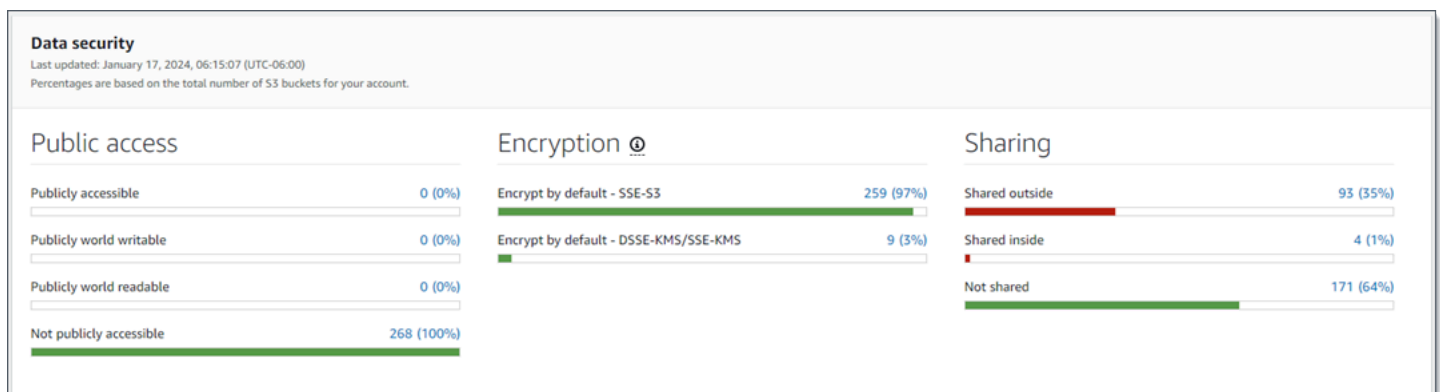 Data security
Last updated: January 17, 2024, 06:15:07 (UTC-06:00)
Percentages are based on the total number of S3 buckets for your account.
Public access
Publicly accessible 0 (0%)
Publicly world writable 0 (0%)
Publicly world readable 0 (0%)
Not publicly accessible 268 (100%)
Encryption
Encrypt by default - SSE-S3 259 (97%)
Encrypt by default - DSSE-KMS/SSE-KMS 9 (3%)
Sharing
Shared outside 93 (35%)
Shared inside 4 (1%)
Not shared 171 (64%)